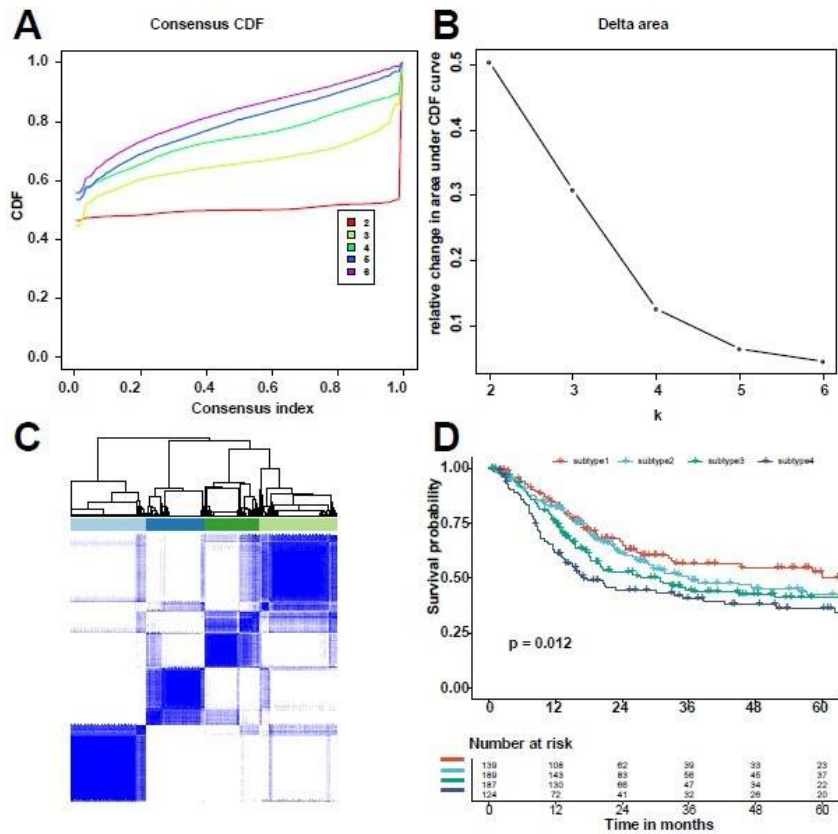 A
Consensus CDF
CDF
1.0
0.8
0.6
0.4
0.2
0.0
2
3
4
5
6
0.0 0.2 0.4 0.6 0.8 1.0
Consensus index
B
Delta area
relative change in area under CDF curve
0.5
0.4
0.3
0.2
0.1
2 3 4 5 6
k
C
D
subtype1 subtype2 subtype3 subtype4
Survival probability
1.00
0.75
0.50
0.25
0.00
p = 0.012
0 12 24 36 48 60
Number at risk
139 108 62 39 33 23
189 143 83 56 45 37
187 130 66 47 34 22
124 72 41 32 26 20
0 12 24 36 48 60
Time in months